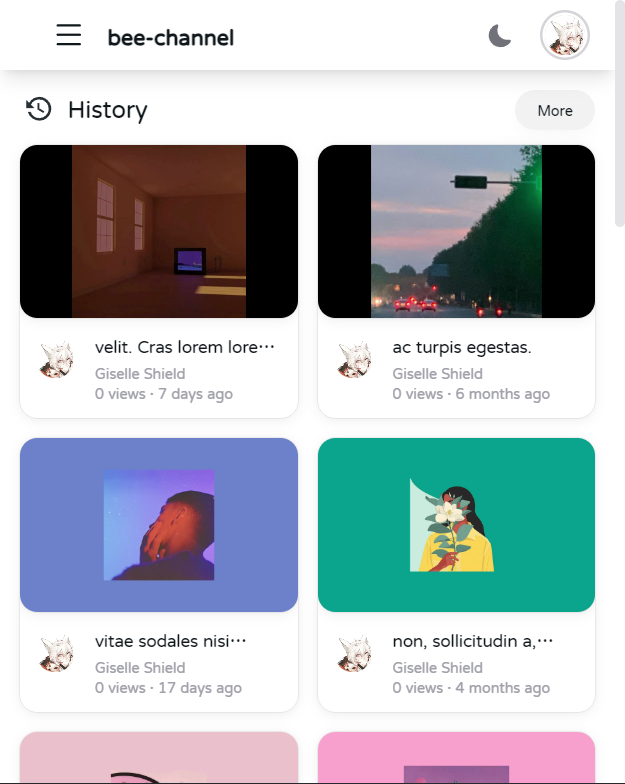 bee-channel
History
More
velit. Cras lorem lore···
Giselle Shield
0 views · 7 days ago
ac turpis egestas.
Giselle Shield
0 views · 6 months ago
vitae sodales nisi···
Giselle Shield
0 views · 17 days ago
non, sollicitudin a,···
Giselle Shield
0 views · 4 months ago